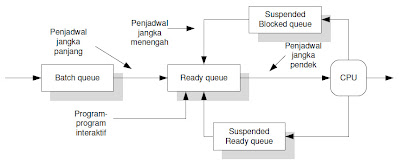 Penjadwal
jangka
panjang
Penjadwal
jangka
menengah
Suspended
Blocked queue
Penjadwal
jangka
pendek
Batch queue
Ready queue
CPU
Program-
program
interaktif
Suspended
Ready queue